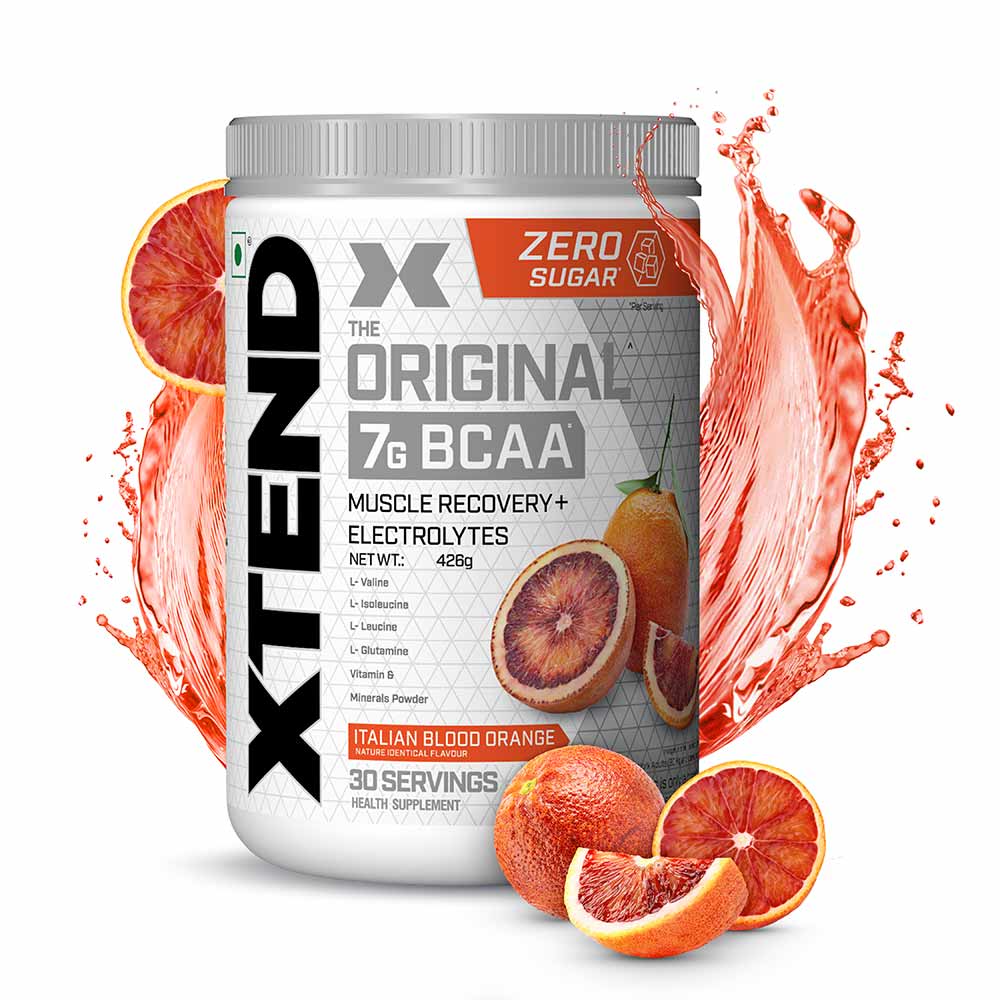 XTEND®
X
ZERO
SUGAR*
*Per Serving
THE
ORIGINAL^
7G BCAA*
MUSCLE RECOVERY+
ELECTROLYTES
NET WT.: 426g
L- Valine
L- Isoleucine
L- Leucine
L- Glutamine
Vitamin &
Minerals Powder
ITALIAN BLOOD ORANGE
NATURE IDENTICAL FLAVOUR
30 SERVINGS
HEALTH SUPPLEMENT